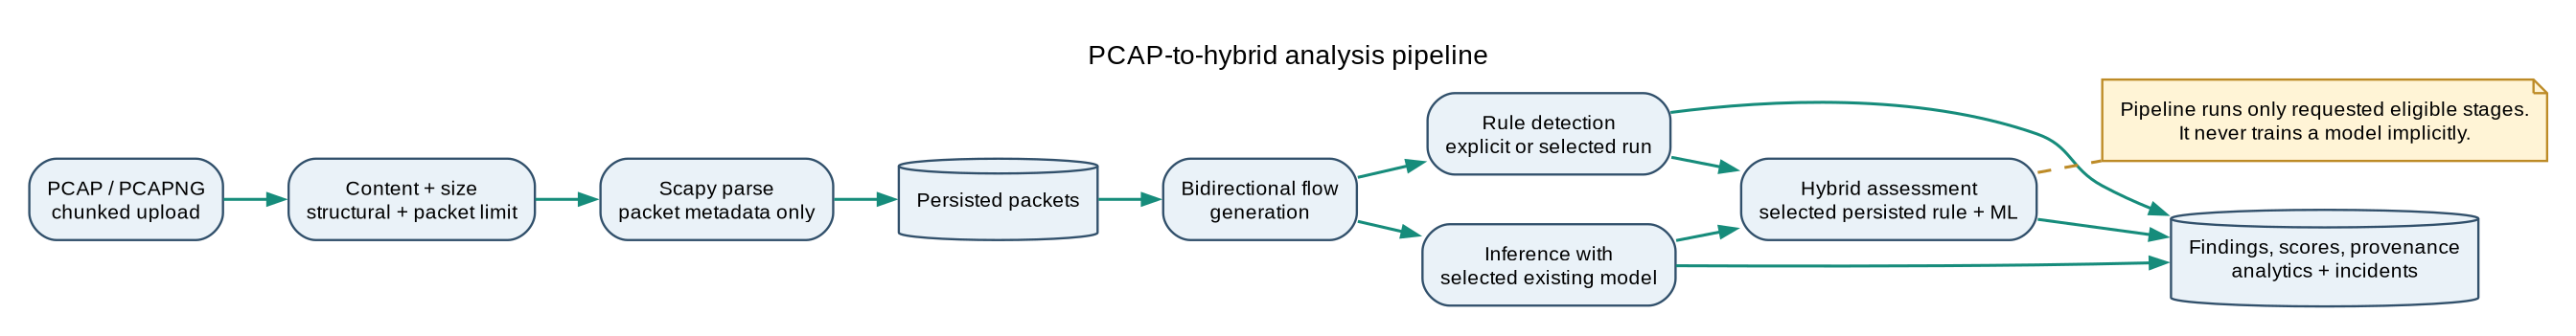 PCAP-to-hybrid analysis pipeline
PCAP / PCAPNG
chunked upload
Content + size
structural + packet limit
Scapy parse
packet metadata only
Persisted packets
Bidirectional flow
generation
Rule detection
explicit or selected run
Inference with
selected existing model
Hybrid assessment
selected persisted rule + ML
Pipeline runs only requested eligible stages.
It never trains a model implicitly.
Findings, scores, provenance
analytics + incidents